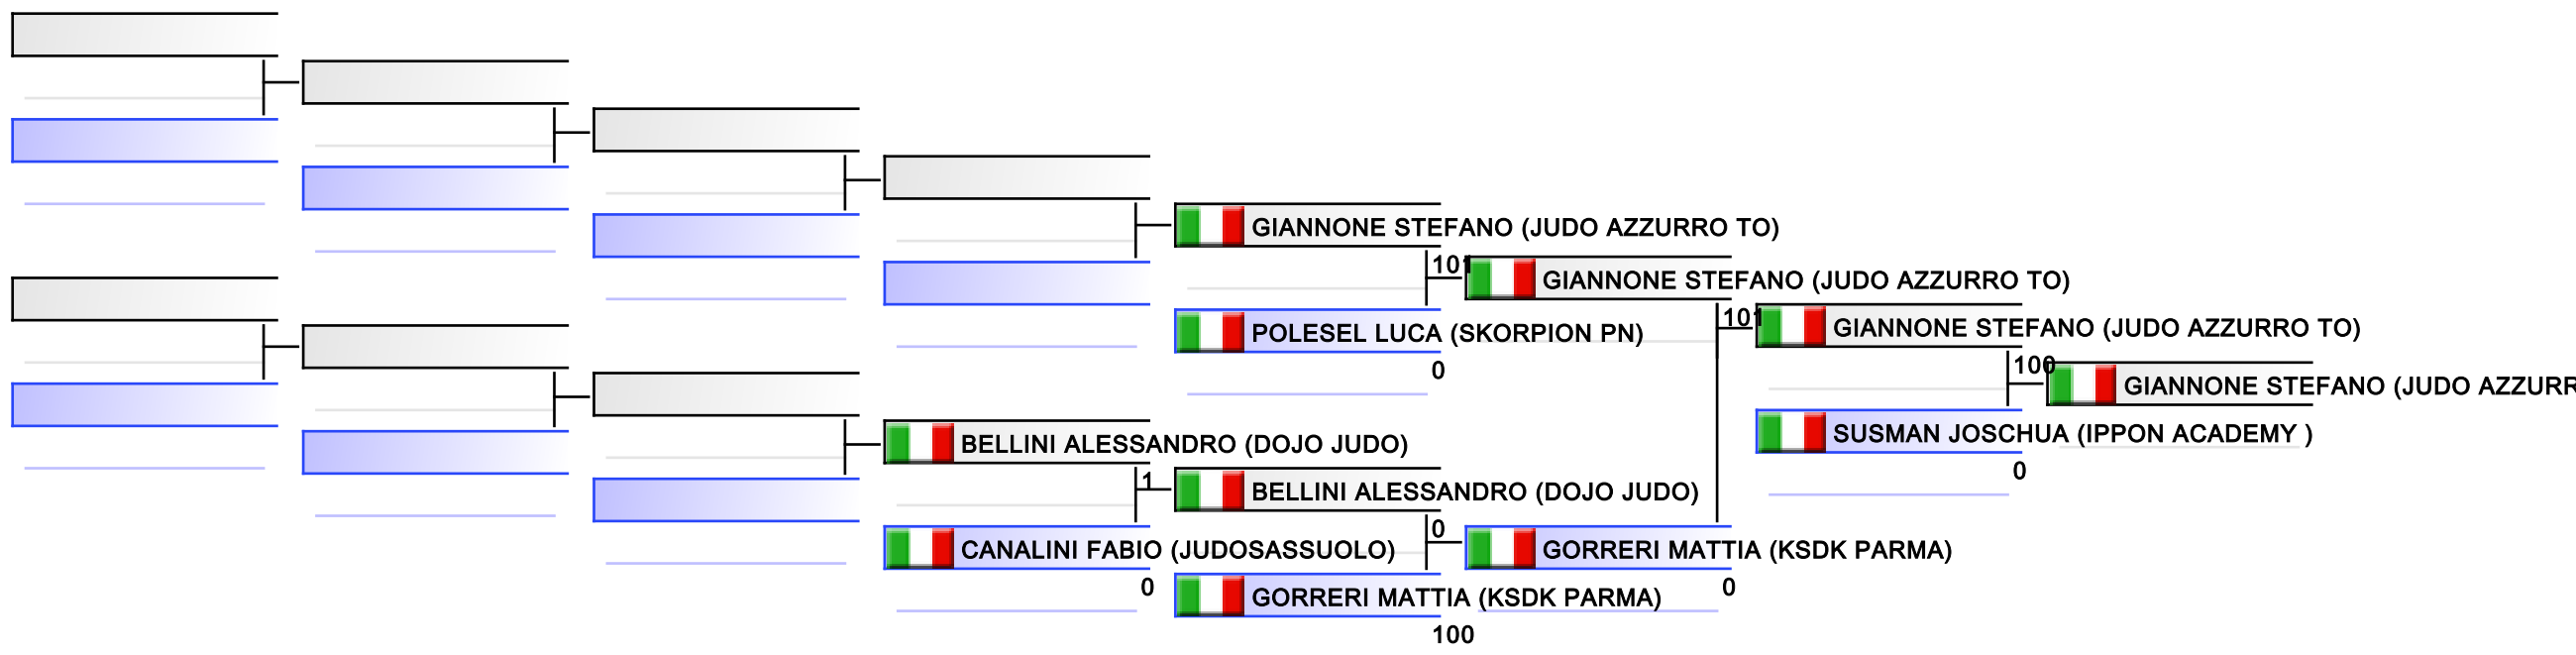 GIANNONE STEFANO (JUDO AZZURRO TO)
101
GIANNONE STEFANO (JUDO AZZURRO TO)
POLESEL LUCA (SKORPION PN)
0
101
GIANNONE STEFANO (JUDO AZZURRO TO)
100
GIANNONE STEFANO (JUDO AZZURR
SUSMAN JOSCHUA (IPPON ACADEMY )
0
BELLINI ALESSANDRO (DOJO JUDO)
1
BELLINI ALESSANDRO (DOJO JUDO)
0
CANALINI FABIO (JUDOSASSUOLO)
0
GORRERI MATTIA (KSDK PARMA)
0
GORRERI MATTIA (KSDK PARMA)
100